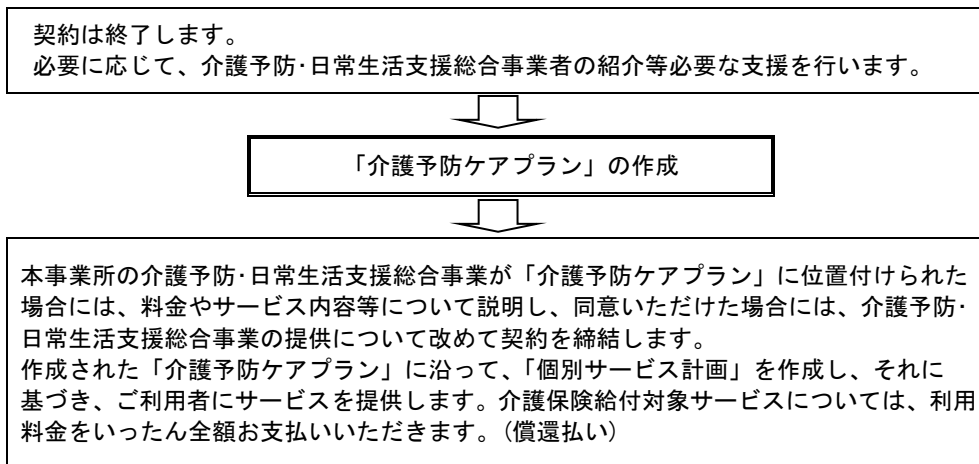 契約は終了します。
必要に応じて、介護予防･日常生活支援総合事業者の紹介等必要な支援を行います。
「介護予防ケアプラン」の作成
本事業所の介護予防･日常生活支援総合事業が「介護予防ケアプラン」に位置付けられた
場合には、料金やサービス内容等について説明し、同意いただけた場合には、介護予防･
日常生活支援総合事業の提供について改めて契約を締結します。
作成された「介護予防ケアプラン」に沿って、「個別サービス計画」を作成し、それに
基づき、ご利用者にサービスを提供します。介護保険給付対象サービスについては、利用
料金をいったん全額お支払いいただきます。(償還払い)